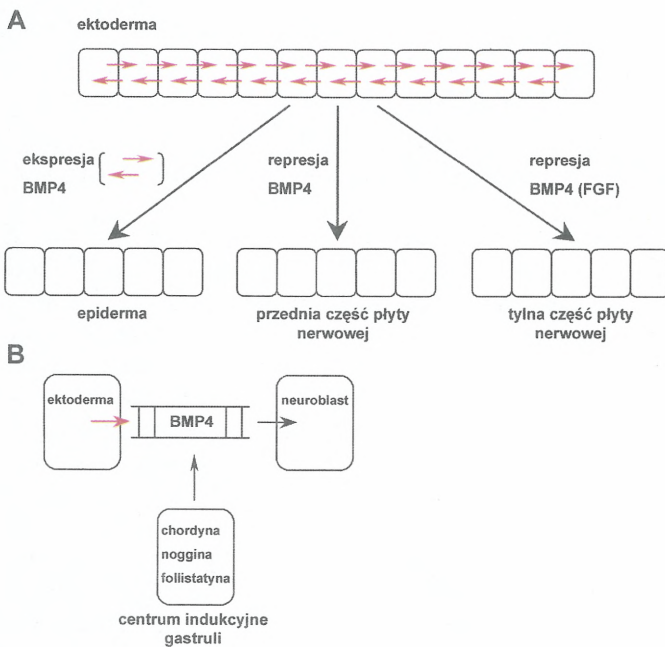 A
ektoderma
ekspresja
BMP4
represja
BMP4
represja
BMP4 (FGF)
epiderma
przednia część płyty
nerwowej
tylna część płyty
nerwowej
B
ektoderma
BMP4
neuroblast
chordyna
noggina
follistatyna
centrum indukcyjne
gastruli